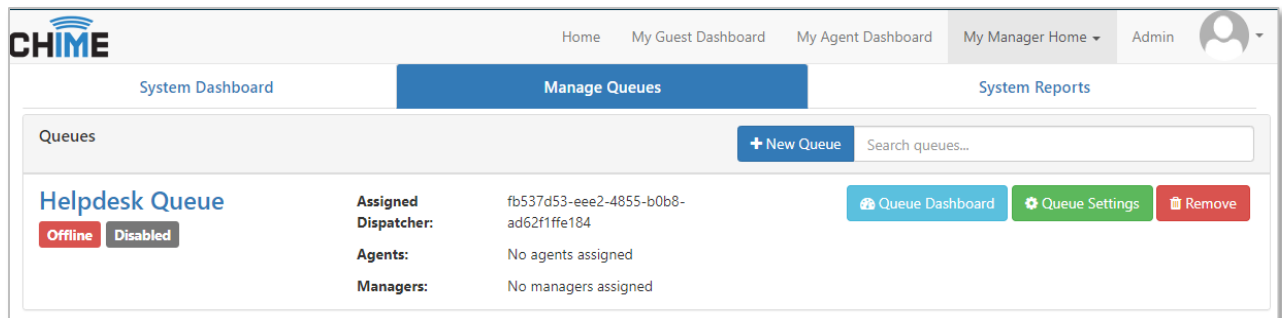 CHIME
Home My Guest Dashboard My Agent Dashboard My Manager Home Admin
System Dashboard Manage Queues System Reports
Queues + New Queue Search queues...
Helpdesk Queue
Offline Disabled
Assigned Dispatcher: fb537d53-eee2-4855-b0b8-
ad62f1ffe184
Agents: No agents assigned
Managers: No managers assigned
Queue Dashboard Queue Settings Remove